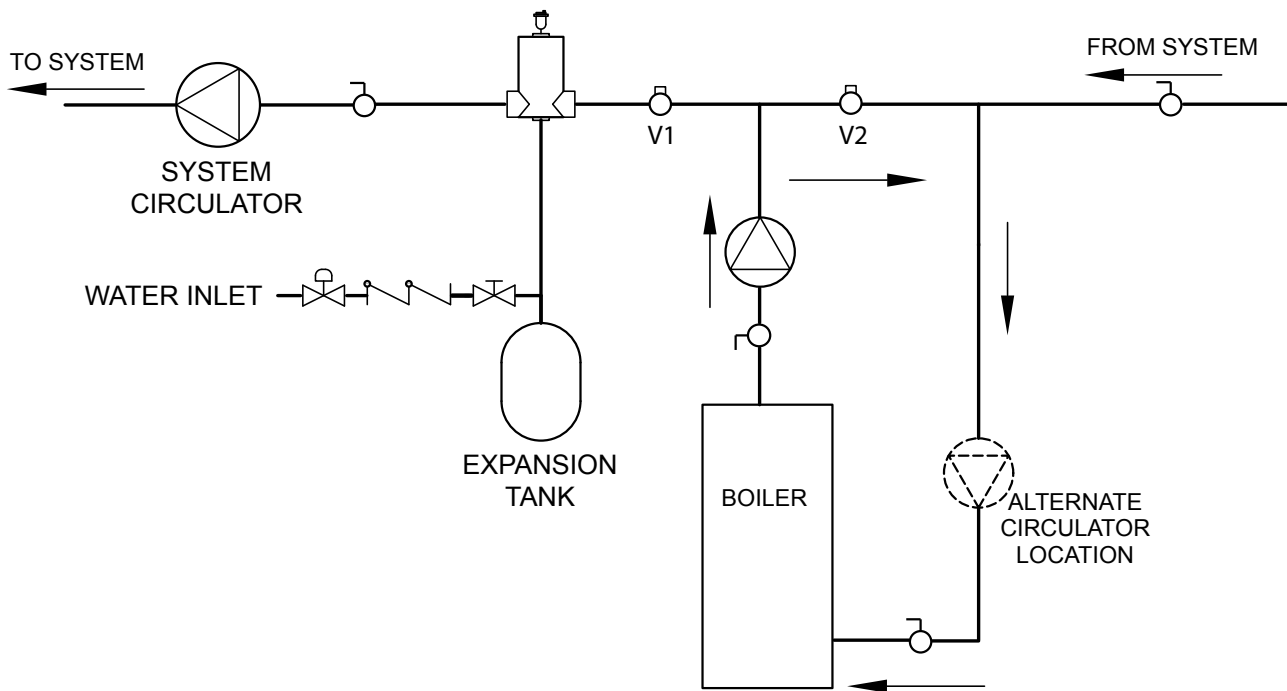 TO SYSTEM
FROM SYSTEM
V1
V2
SYSTEM
CIRCULATOR
WATER INLET
EXPANSION
TANK
BOILER
ALTERNATE
CIRCULATOR
LOCATION